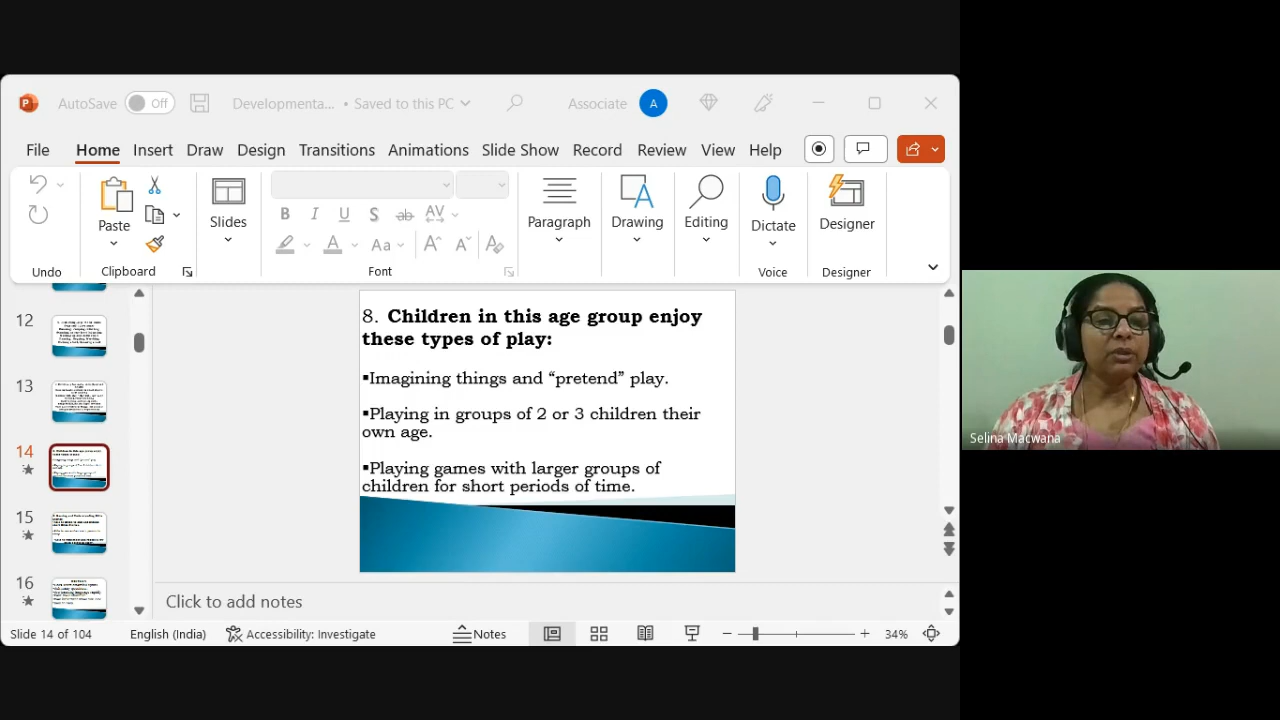 AutoSave Off Developmenta... • Saved to this PC Associate A
File Home Insert Draw Design Transitions Animations Slide Show Record Review View Help
Paste Slides Paragraph Drawing Editing Dictate Designer
B I U S ab AV
A Aa A A A
Undo Clipboard Font Voice Designer
12
13
14
15
16
8. Children in this age group enjoy
these types of play:
▪Imagining things and “pretend” play.
▪Playing in groups of 2 or 3 children their
own age.
▪Playing games with larger groups of
children for short periods of time.
Click to add notes
Slide 14 of 104 English (India) Accessibility: Investigate Notes 34%
Selina Macwana